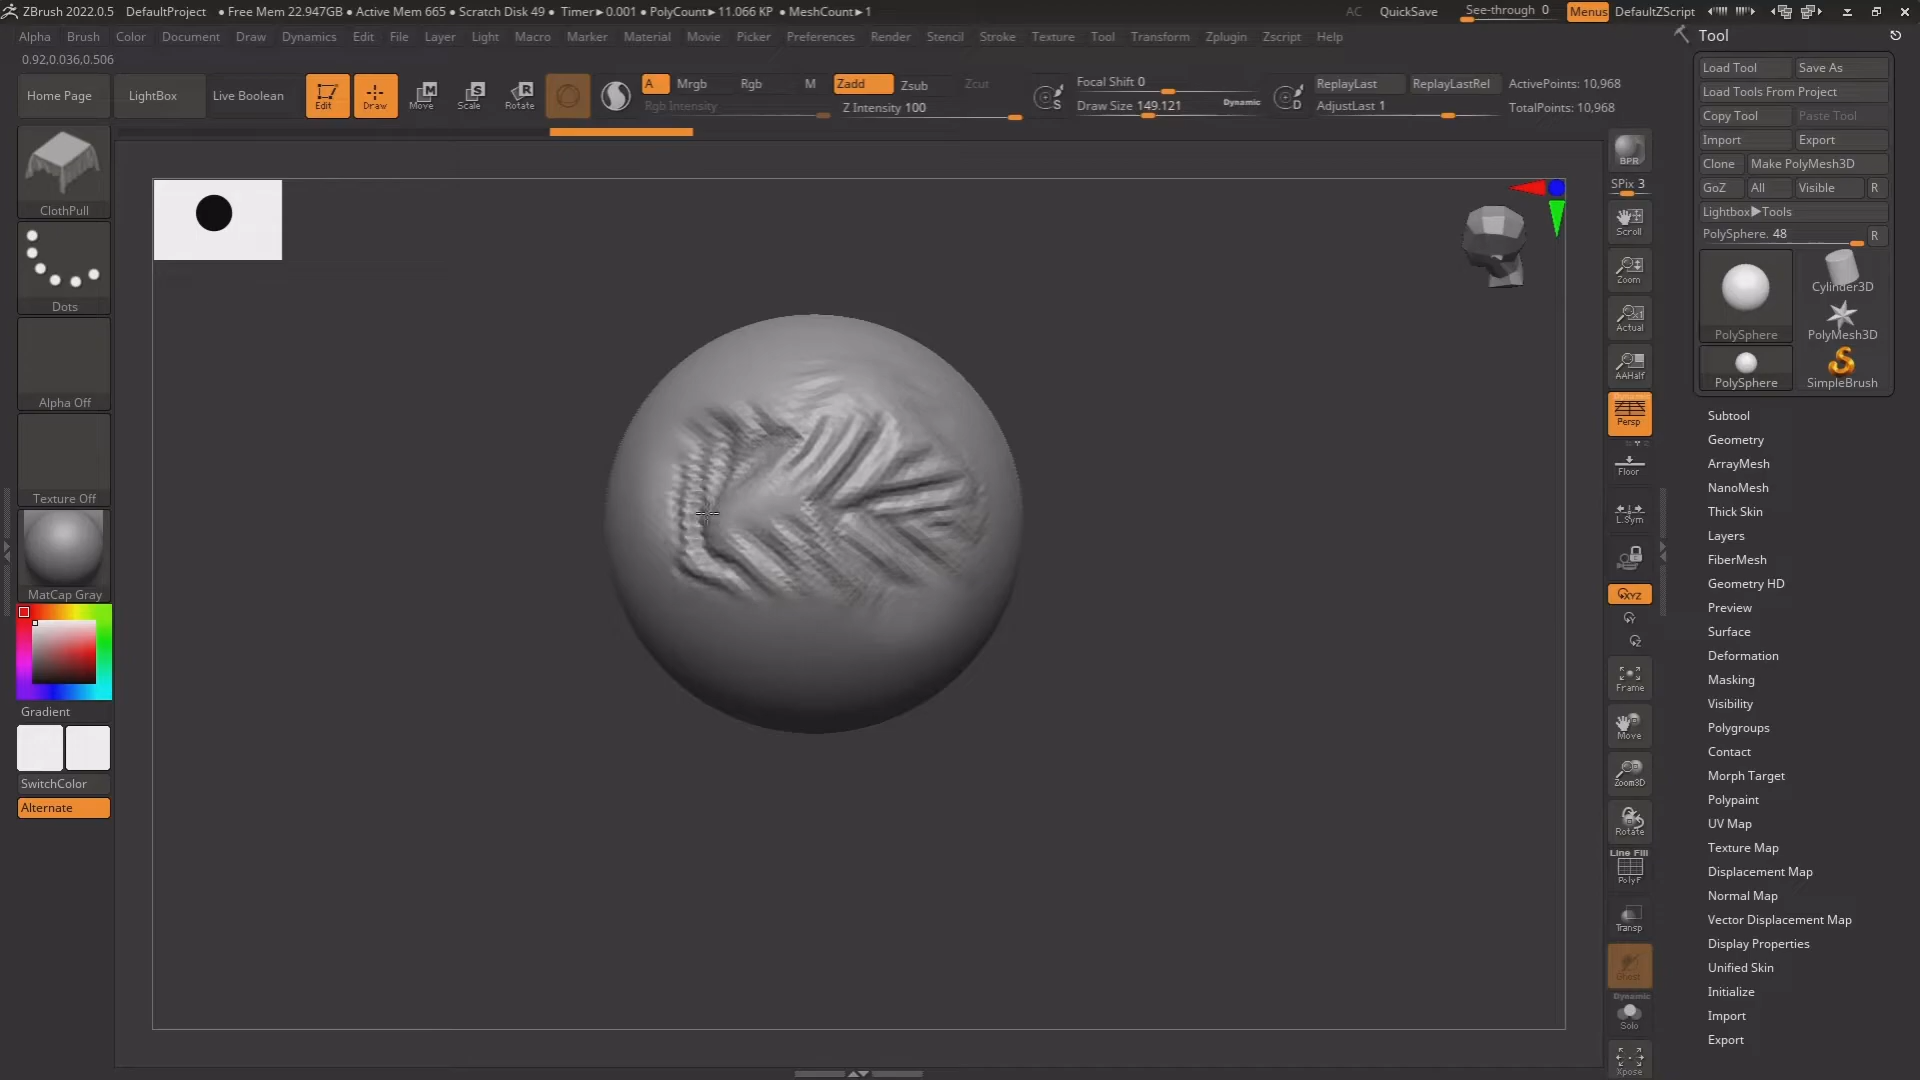 ZBrush 2022.0.5 DefaultProject • Free Mem 22.947GB • Active Mem 665 • Scratch Disk 49 • Timer►0.001 • PolyCount►11.066 KP • MeshCount►1 AC QuickSave See-through 0 Menus DefaultZScript
Alpha Brush Color Document Draw Dynamics Edit File Layer Light Macro Marker Material Movie Picker Preferences Render Stencil Stroke Texture Tool Transform Zplugin Zscript Help
0.92,0.036,0.506
Home Page LightBox Live Boolean Edit Draw Move Scale Rotate
A Mrgb Rgb M Zadd Zsub Zcut
Rgb Intensity Z Intensity 100
Focal Shift 0
Draw Size 149.121 Dynamic
ReplayLast ReplayLastRel ActivePoints: 10,968
AdjustLast 1 TotalPoints: 10,968
ClothPull
Dots
Alpha Off
Texture Off
MatCap Gray
Gradient
SwitchColor
Alternate
BPR
SPix 3
Scroll
Zoom
Actual
AAHalf
Dynamic
Persp
Floor
L.Sym
XYZ
Frame
Move
Zoom3D
Rotate
Line Fill
PolyF
Transp
Ghost
Dynamic
Solo
Xpose
Tool
Load Tool Save As
Load Tools From Project
Copy Tool Paste Tool
Import Export
Clone Make PolyMesh3D
GoZ All Visible R
Lightbox►Tools
PolySphere. 48 R
PolySphere Cylinder3D
PolyMesh3D
PolySphere SimpleBrush
Subtool
Geometry
ArrayMesh
NanoMesh
Thick Skin
Layers
FiberMesh
Geometry HD
Preview
Surface
Deformation
Masking
Visibility
Polygroups
Contact
Morph Target
Polypaint
UV Map
Texture Map
Displacement Map
Normal Map
Vector Displacement Map
Display Properties
Unified Skin
Initialize
Import
Export